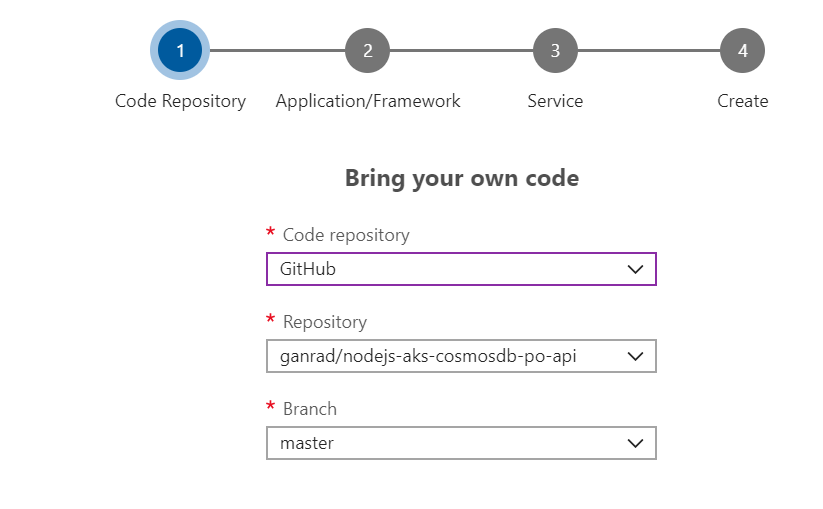 1 2 3 4
Code Repository Application/Framework Service Create
Bring your own code
* Code repository
GitHub
* Repository
ganrad/nodejs-aks-cosmosdb-po-api
* Branch
master